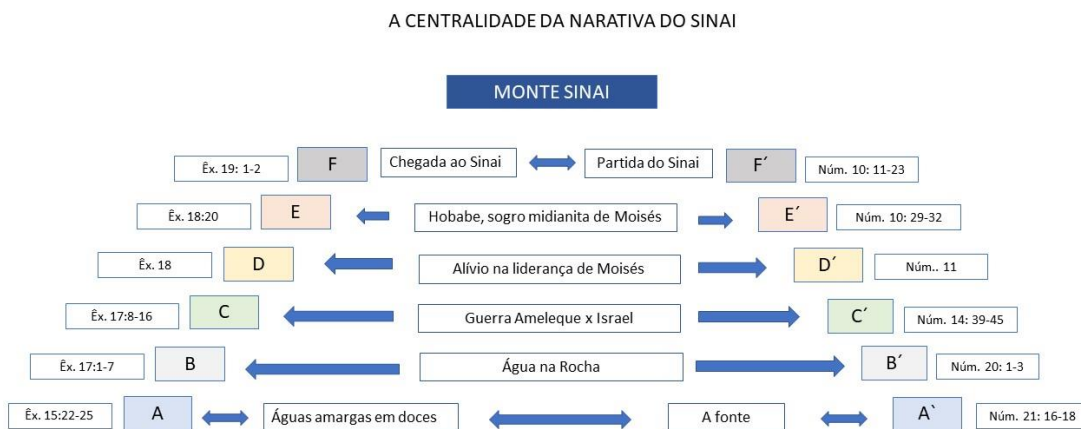 A CENTRALIDADE DA NARATIVA DO SINAI
MONTE SINAI
Êx. 19: 1-2 F Chegada ao Sinai Partida do Sinai F´ Núm. 10: 11-23
Êx. 18:20 E Hobabe, sogro midianita de Moisés E´ Núm. 10: 29-32
Êx. 18 D Alívio na liderança de Moisés D´ Núm.. 11
Êx. 17:8-16 C Guerra Ameleque x Israel C´ Núm. 14: 39-45
Êx. 17:1-7 B Água na Rocha B´ Núm. 20: 1-3
Êx. 15:22-25 A Águas amargas em doces A fonte A` Núm. 21: 16-18